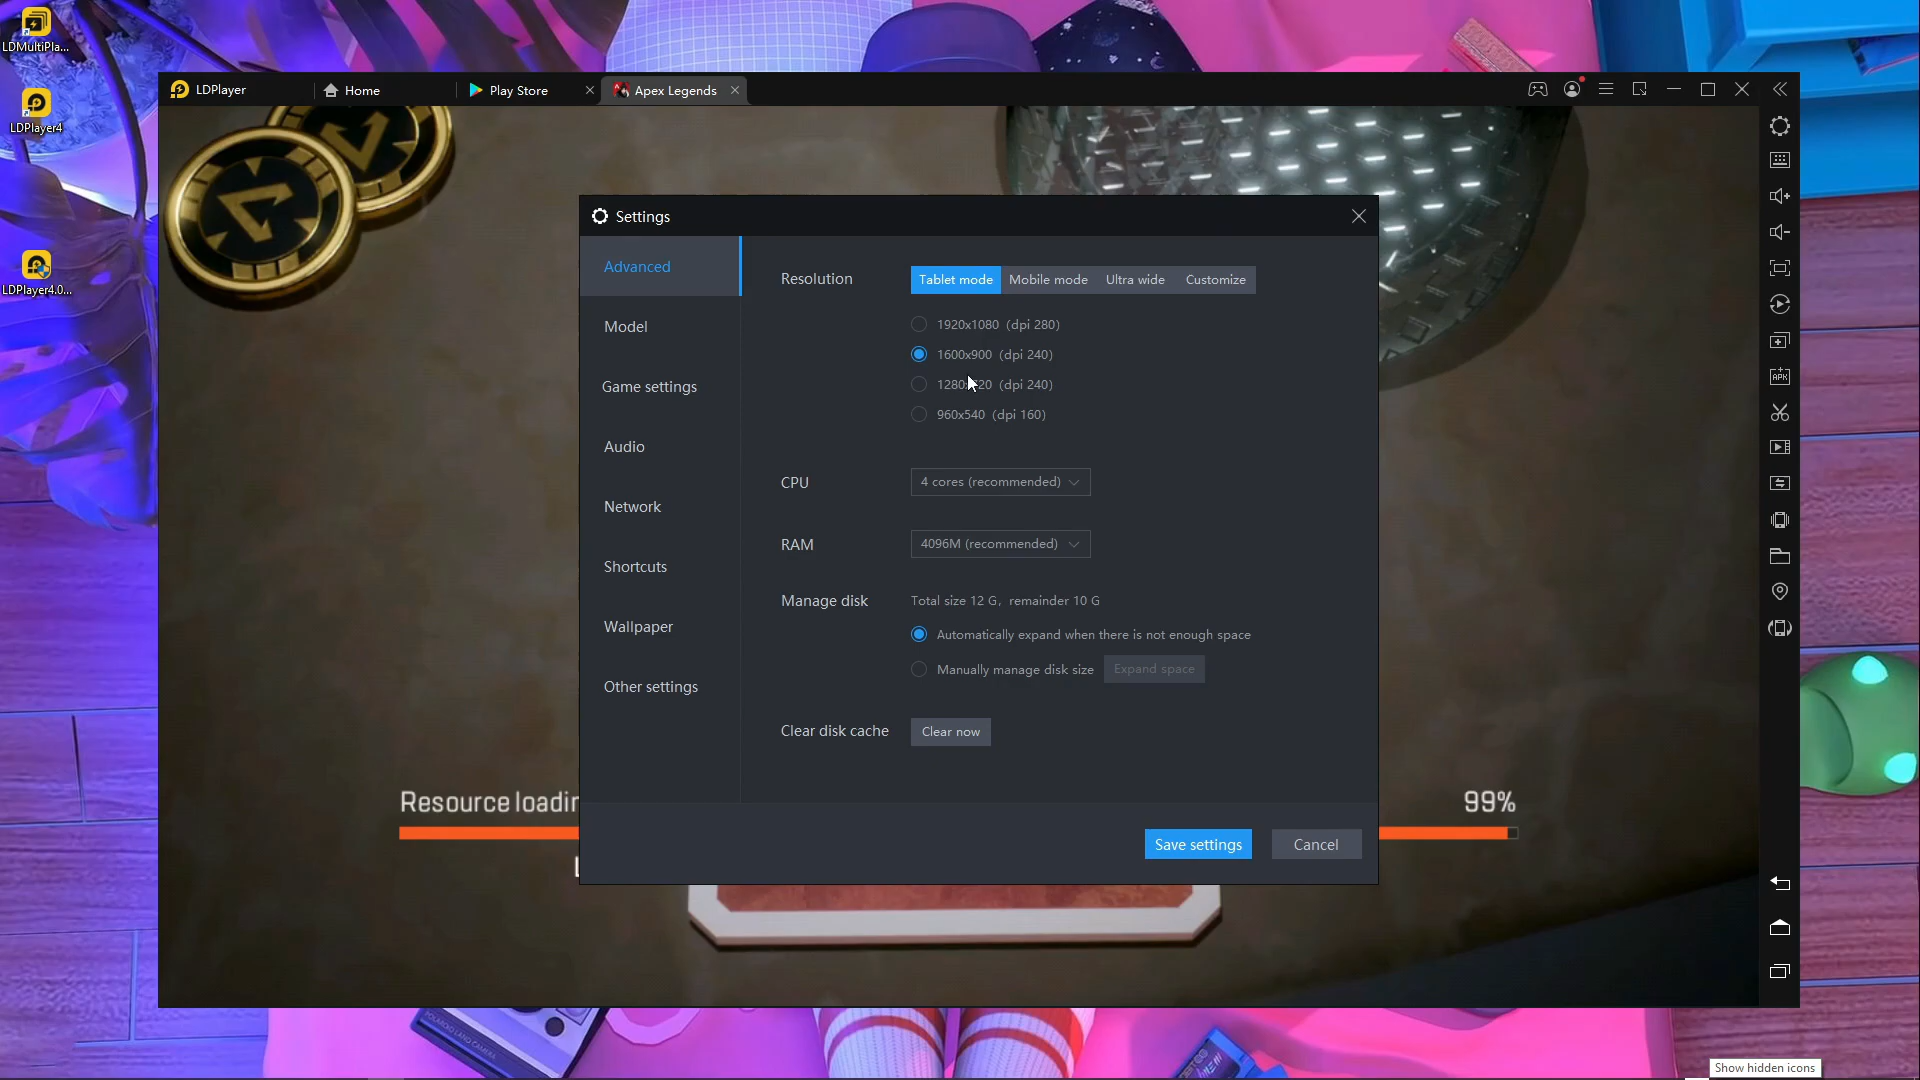 LDMultiPla...
LDPlayer4
LDPlayer4.0...
LDPlayer
Home
Play Store
Apex Legends
Settings
Advanced
Model
Game settings
Audio
Network
Shortcuts
Wallpaper
Other settings
Resolution
Tablet mode
Mobile mode
Ultra wide
Customize
1920x1080 (dpi 280)
1600x900 (dpi 240)
(dpi 240)
960x540 (dpi 160)
CPU
4 cores (recommended)
RAM
4096M (recommended)
Manage disk
Total size 12 G, remainder 10 G
Automatically expand when there is not enough space
Manually manage disk size
Expand space
Clear disk cache
Clear now
Save settings
Cancel
Resource
99%
APK
POLAROID LAND CAMERA
Show hidden icons